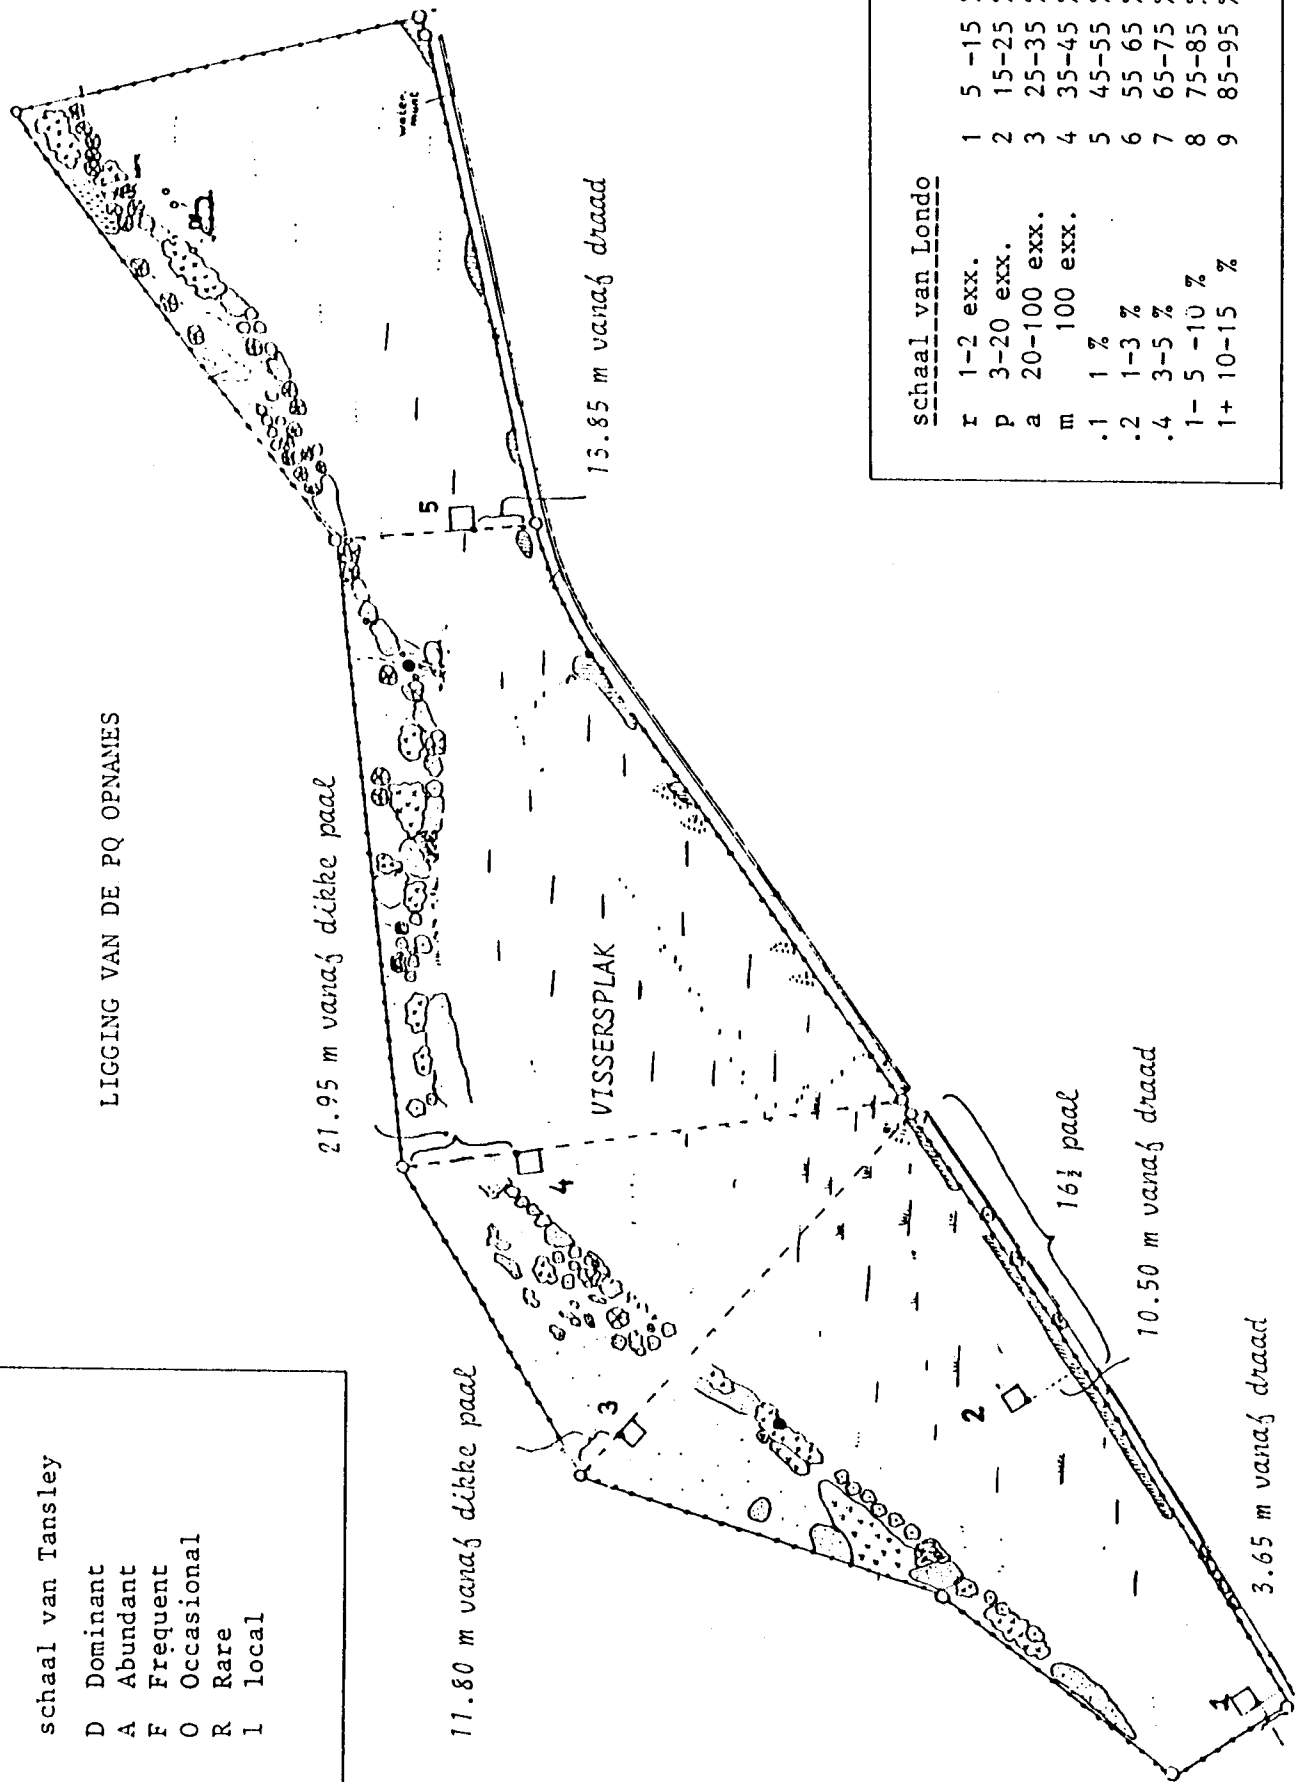 LIGGING VAN DE PQ OPNAMES
schaal van Tansley
D Dominant
A Abundant
F Frequent
O Occasional
R Rare
l local
21.95 m vanaf dikke paal
11.80 m vanaf dikke paal
VISSERSPLAK
water munt
13.85 m vanaf draad
16½ paal
10.50 m vanaf draad
3.65 m vanaf draad
1
2
3
4
5
schaal van Londo
r 1-2 exx.
p 3-20 exx.
a 20-100 exx.
m 100 exx.
.1 1 %
.2 1-3 %
.4 3-5 %
1- 5 -10 %
1+ 10-15 %
1 5 -15 %
2 15-25 %
3 25-35 %
4 35-45 %
5 45-55 %
6 55 65 %
7 65-75 %
8 75-85 %
9 85-95 %